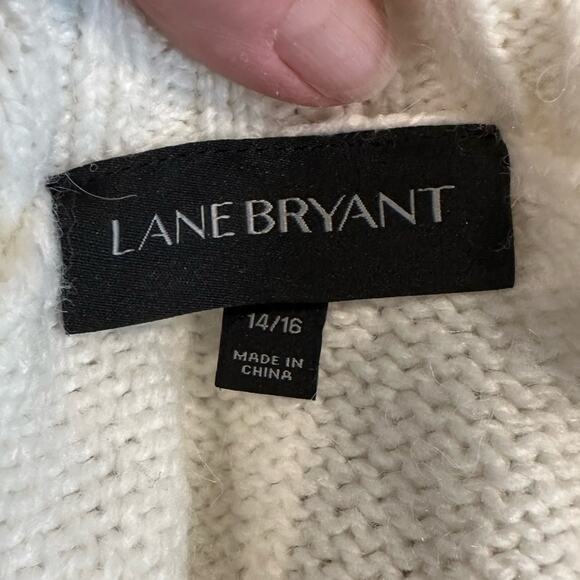 LANE BRYANT
14/16
MADE IN
CHINA